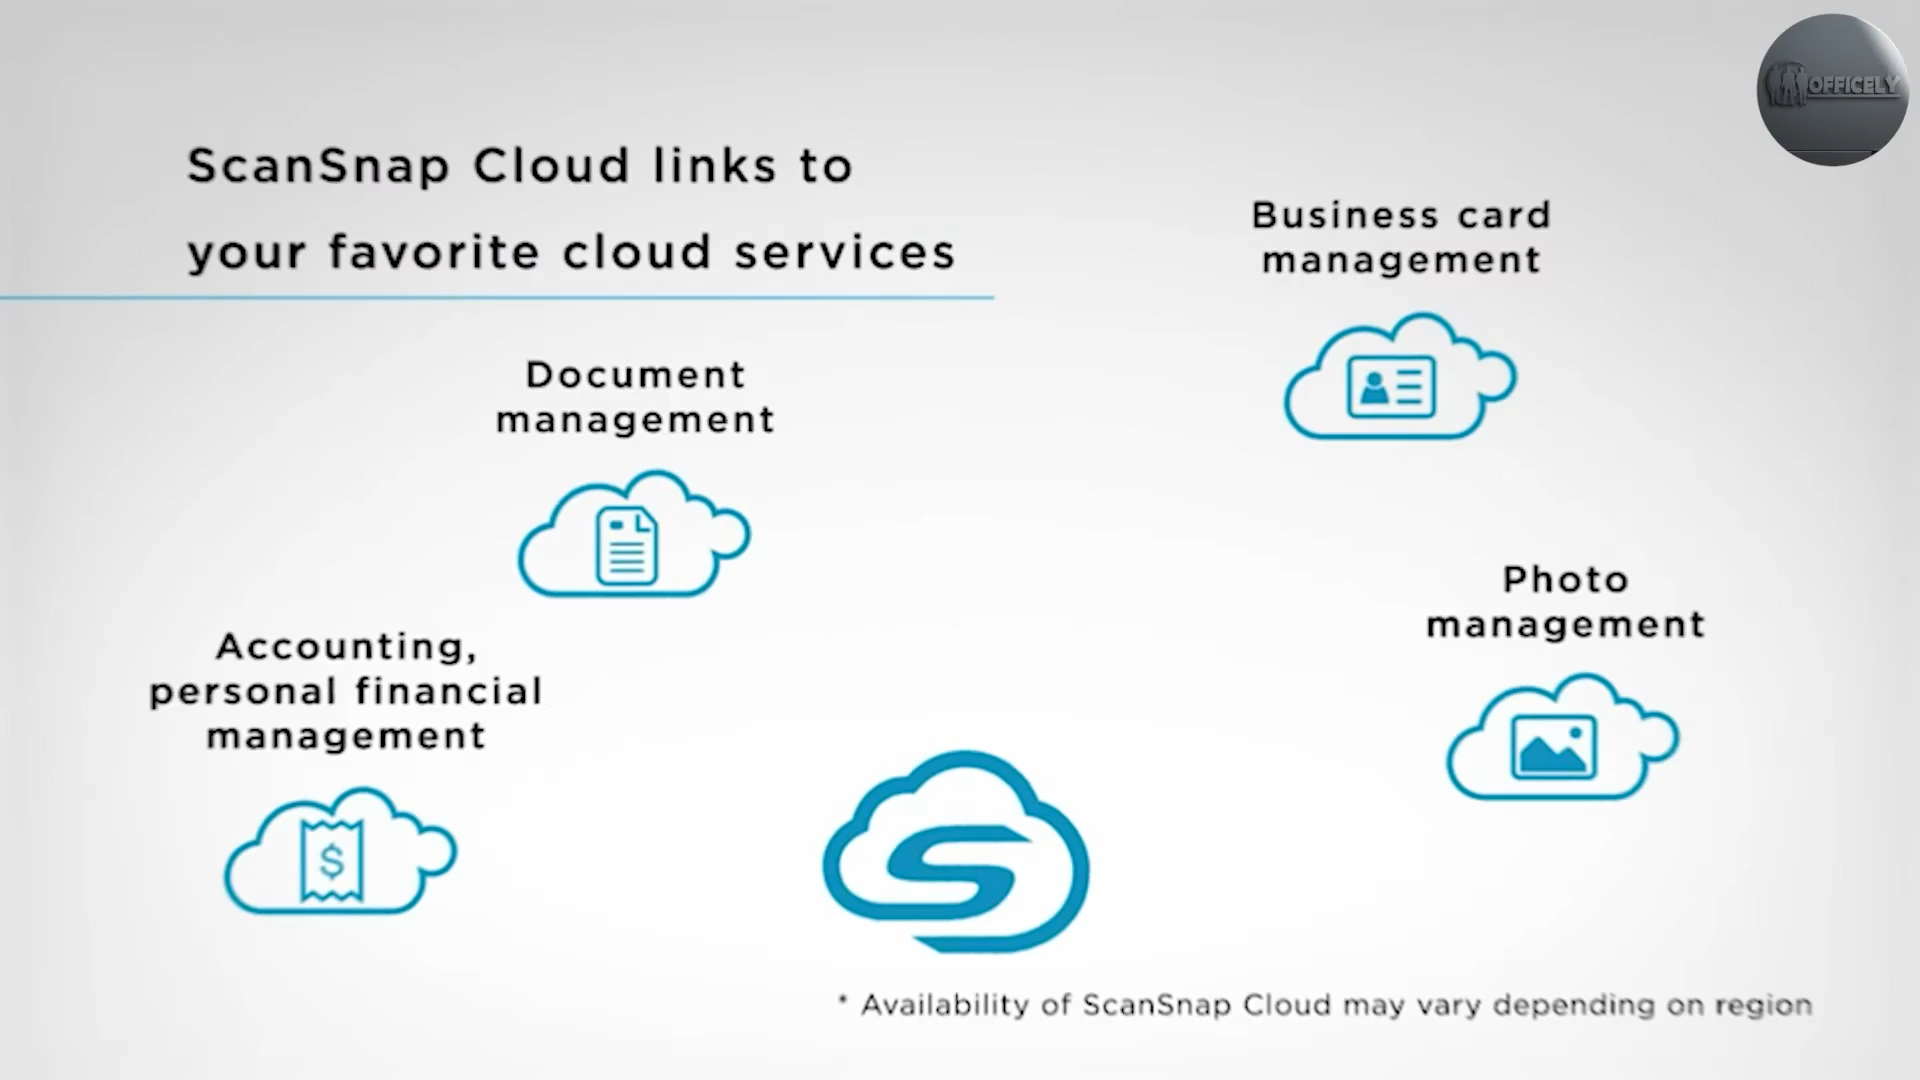 OFFICELY
ScanSnap Cloud links to
your favorite cloud services
Business card
management
Document
management
Photo
management
Accounting,
personal financial
management
$
S
* Availability of ScanSnap Cloud may vary depending on region